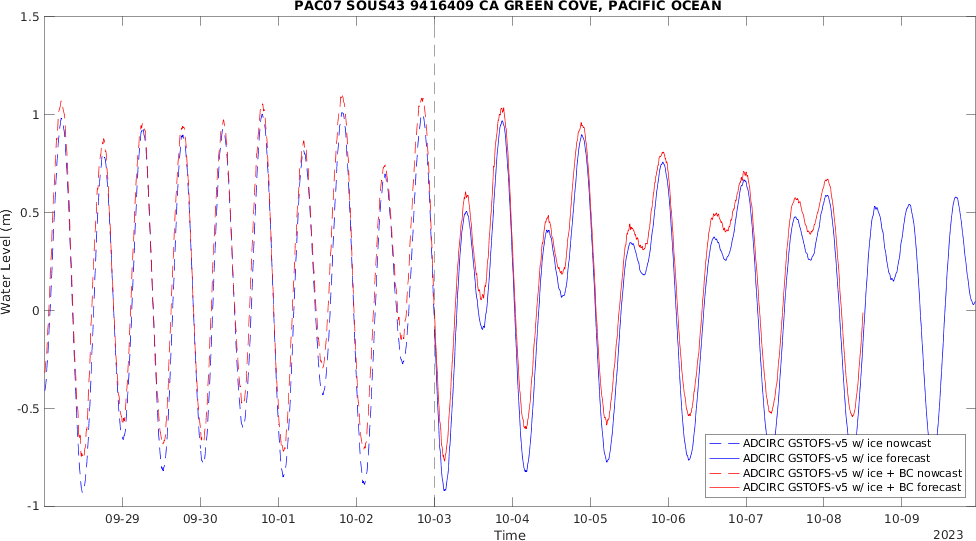 PAC07 SOUS43 9416409 CA GREEN COVE, PACIFIC OCEAN
1.5
1
0.5
0
-0.5
-1
Water Level (m)
09-29 09-30 10-01 10-02 10-03 10-04 10-05 10-06 10-07 10-08 10-09
Time
2023
ADCIRC GSTOFS-v5 w/ ice nowcast
ADCIRC GSTOFS-v5 w/ ice forecast
ADCIRC GSTOFS-v5 w/ ice + BC nowcast
ADCIRC GSTOFS-v5 w/ ice + BC forecast